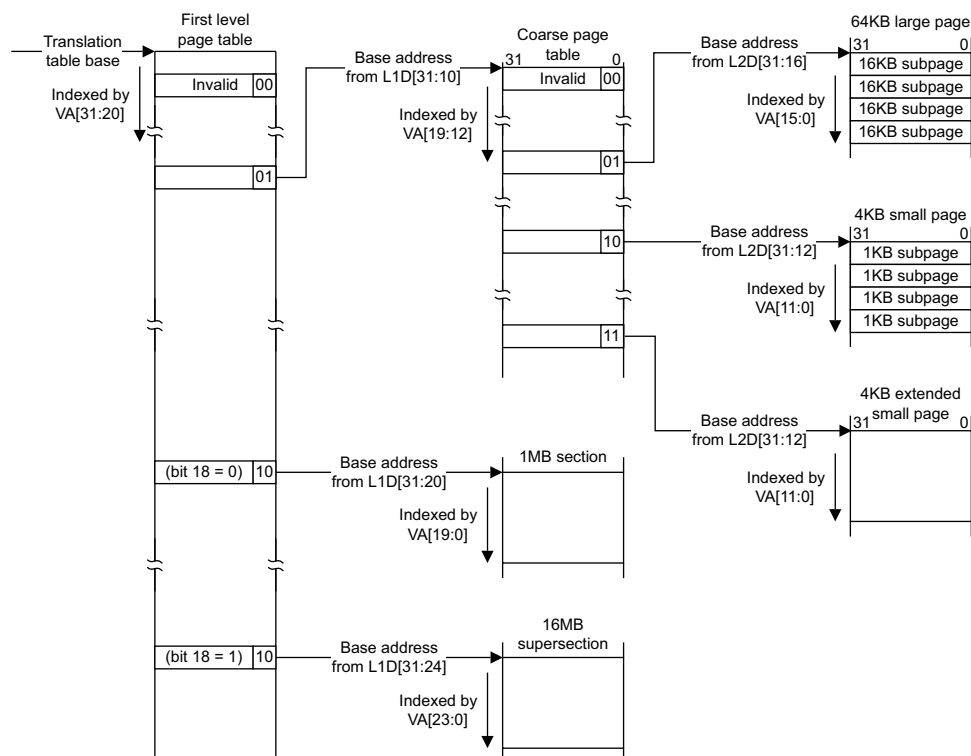 First level
page table
Translation
table base
Indexed by
VA[31:20]
Invalid 00
01
(bit 18 = 0) 10
(bit 18 = 1) 10
Base address
from L1D[31:10]
Coarse page
table
31 0
Invalid 00
Indexed by
VA[19:12]
01
10
11
Base address
from L2D[31:16]
64KB large page
31 0
16KB subpage
16KB subpage
16KB subpage
16KB subpage
Indexed by
VA[15:0]
Base address
from L2D[31:12]
4KB small page
31 0
1KB subpage
1KB subpage
1KB subpage
1KB subpage
Indexed by
VA[11:0]
Base address
from L2D[31:12]
4KB extended
small page
31 0
Indexed by
VA[11:0]
Base address
from L1D[31:20]
1MB section
Indexed by
VA[19:0]
Base address
from L1D[31:24]
16MB
supersection
Indexed by
VA[23:0]